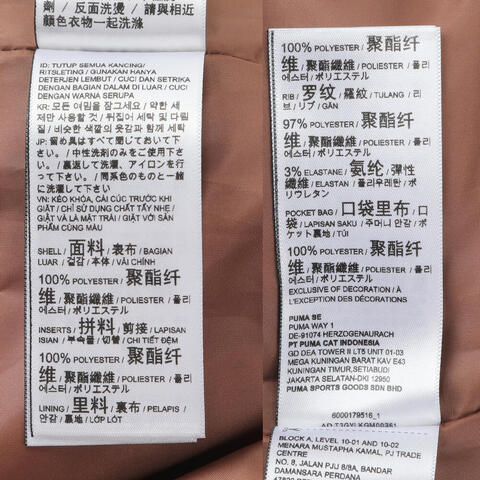 劑 / 反面洗燙 / 請與相近
顏色衣物一起洗滌
ID: TUTUP SEMUA KANCING/
RITSLETING / GUNAKAN HANYA
DETERJEN LEMBUT / CUCI DAN SETRIKA
DENGAN BAGIAN DALAM DI LUAR / CUCI
DENGAN WARNA SERUPA
KR: 모든 여밈을 잠그세요 / 약한 세
제만 사용할 것 / 뒤집어 세탁 및 다림
질 / 비슷한 색깔의 옷감과 함께 세탁
JP: 留め具はすべて閉じておいて下さ
い。/ 中性洗剤のみをご使用下さ
い。/ 裏返して洗濯、アイロンを行
って下さい。/ 同系色のものと一緒
に洗濯して下さい。
VN: KÉO KHÓA, CÀI CÚC TRƯỚC KHI
GIẶT / CHỈ SỬ DỤNG CHẤT TẨY NHẸ /
GIẶT VÀ LÀ MẶT TRÁI / GIẶT VỚI SẢN
PHẨM CÙNG MÀU
SHELL / 面料 / 表布 / BAGIAN
LUAR / 겉감 / 本体 / VẢI CHÍNH
100% POLYESTER / 聚酯纤
维 / 聚酯纖維 / POLIESTER / 폴리
에스터 / ポリエステル
INSERTS / 拼料 / 剪接 / LAPISAN
ISIAN / 부속물 / 切替 / CHI TIẾT ĐỆM
100% POLYESTER / 聚酯纤
维 / 聚酯纖維 / POLIESTER / 폴리
에스터 / ポリエステル
LINING / 里料 / 裏布 / PELAPIS /
안감 / 裏地 / LỚP LÓT
100% POLYESTER / 聚酯纤
维 / 聚酯纖維 / POLIESTER / 폴리
에스터 / ポリエステル
RIB / 罗纹 / 羅紋 / TULANG / 리
브 / リブ / GÂN
97% POLYESTER / 聚酯纤
维 / 聚酯纖維 / POLIESTER / 폴리
에스터 / ポリエステル
3% ELASTANE / 氨纶 / 彈性
纖維 / ELASTAN / 폴리우레탄 / ポ
リウレタン
POCKET BAG / 口袋里布 / 口
袋 / LAPISAN SAKU / 주머니 안감 / ポ
ケット裏地 / TÚI
100% POLYESTER / 聚酯纤
维 / 聚酯纖維 / POLIESTER / 폴리
에스터 / ポリエステル
EXCLUSIVE OF DECORATION / À
L'EXCEPTION DES DÉCORATIONS
PUMA SE
PUMA WAY 1
DE-91074 HERZOGENAURACH
PT PUMA CAT INDONESIA
GD DEA TOWER II LT5 UNIT 01-03
MEGA KUNINGAN BARAT KAV E43
KUNINGAN TIMUR, SETIABUDI
JAKARTA SELATAN-DKI 12950
PUMA SPORTS GOODS SDN BHD
6000179516_1
BLOCK A, LEVEL 10-01 AND 10-02
MENARA MUSTAPHA KAMAL, PJ TRADE
CENTRE
NO. 8, JALAN PJU 8/8A, BANDAR
DAMANSARA PERDANA